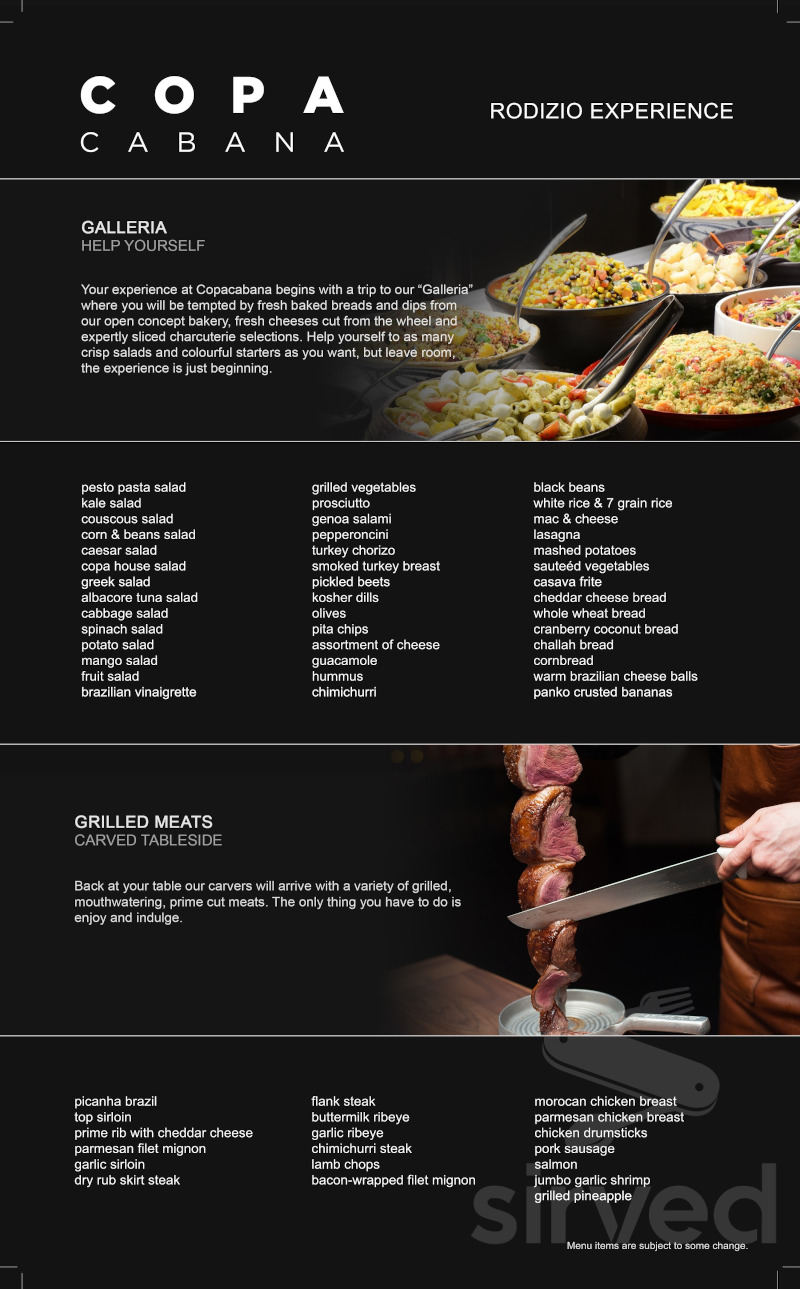 COPA
CABANA
RODIZIO EXPERIENCE
GALLERIA
HELP YOURSELF
Your experience at Copacabana begins with a trip to our “Galleria”
where you will be tempted by fresh baked breads and dips from
our open concept bakery, fresh cheeses cut from the wheel and
expertly sliced charcuterie selections. Help yourself to as many
crisp salads and colourful starters as you want, but leave room,
the experience is just beginning.
pesto pasta salad
kale salad
couscous salad
corn & beans salad
caesar salad
copa house salad
greek salad
albacore tuna salad
cabbage salad
spinach salad
potato salad
mango salad
fruit salad
brazilian vinaigrette
grilled vegetables
prosciutto
genoa salami
pepperoncini
turkey chorizo
smoked turkey breast
pickled beets
kosher dills
olives
pita chips
assortment of cheese
guacamole
hummus
chimichurri
black beans
white rice & 7 grain rice
mac & cheese
lasagna
mashed potatoes
sauteéd vegetables
casava frite
cheddar cheese bread
whole wheat bread
cranberry coconut bread
challah bread
cornbread
warm brazilian cheese balls
panko crusted bananas
GRILLED MEATS
CARVED TABLESIDE
Back at your table our carvers will arrive with a variety of grilled,
mouthwatering, prime cut meats. The only thing you have to do is
enjoy and indulge.
picanha brazil
top sirloin
prime rib with cheddar cheese
parmesan filet mignon
garlic sirloin
dry rub skirt steak
flank steak
buttermilk ribeye
garlic ribeye
chimichurri steak
lamb chops
bacon-wrapped filet mignon
morocan chicken breast
parmesan chicken breast
chicken drumsticks
pork sausage
salmon
jumbo garlic shrimp
grilled pineapple
sirved
Menu items are subject to some change.